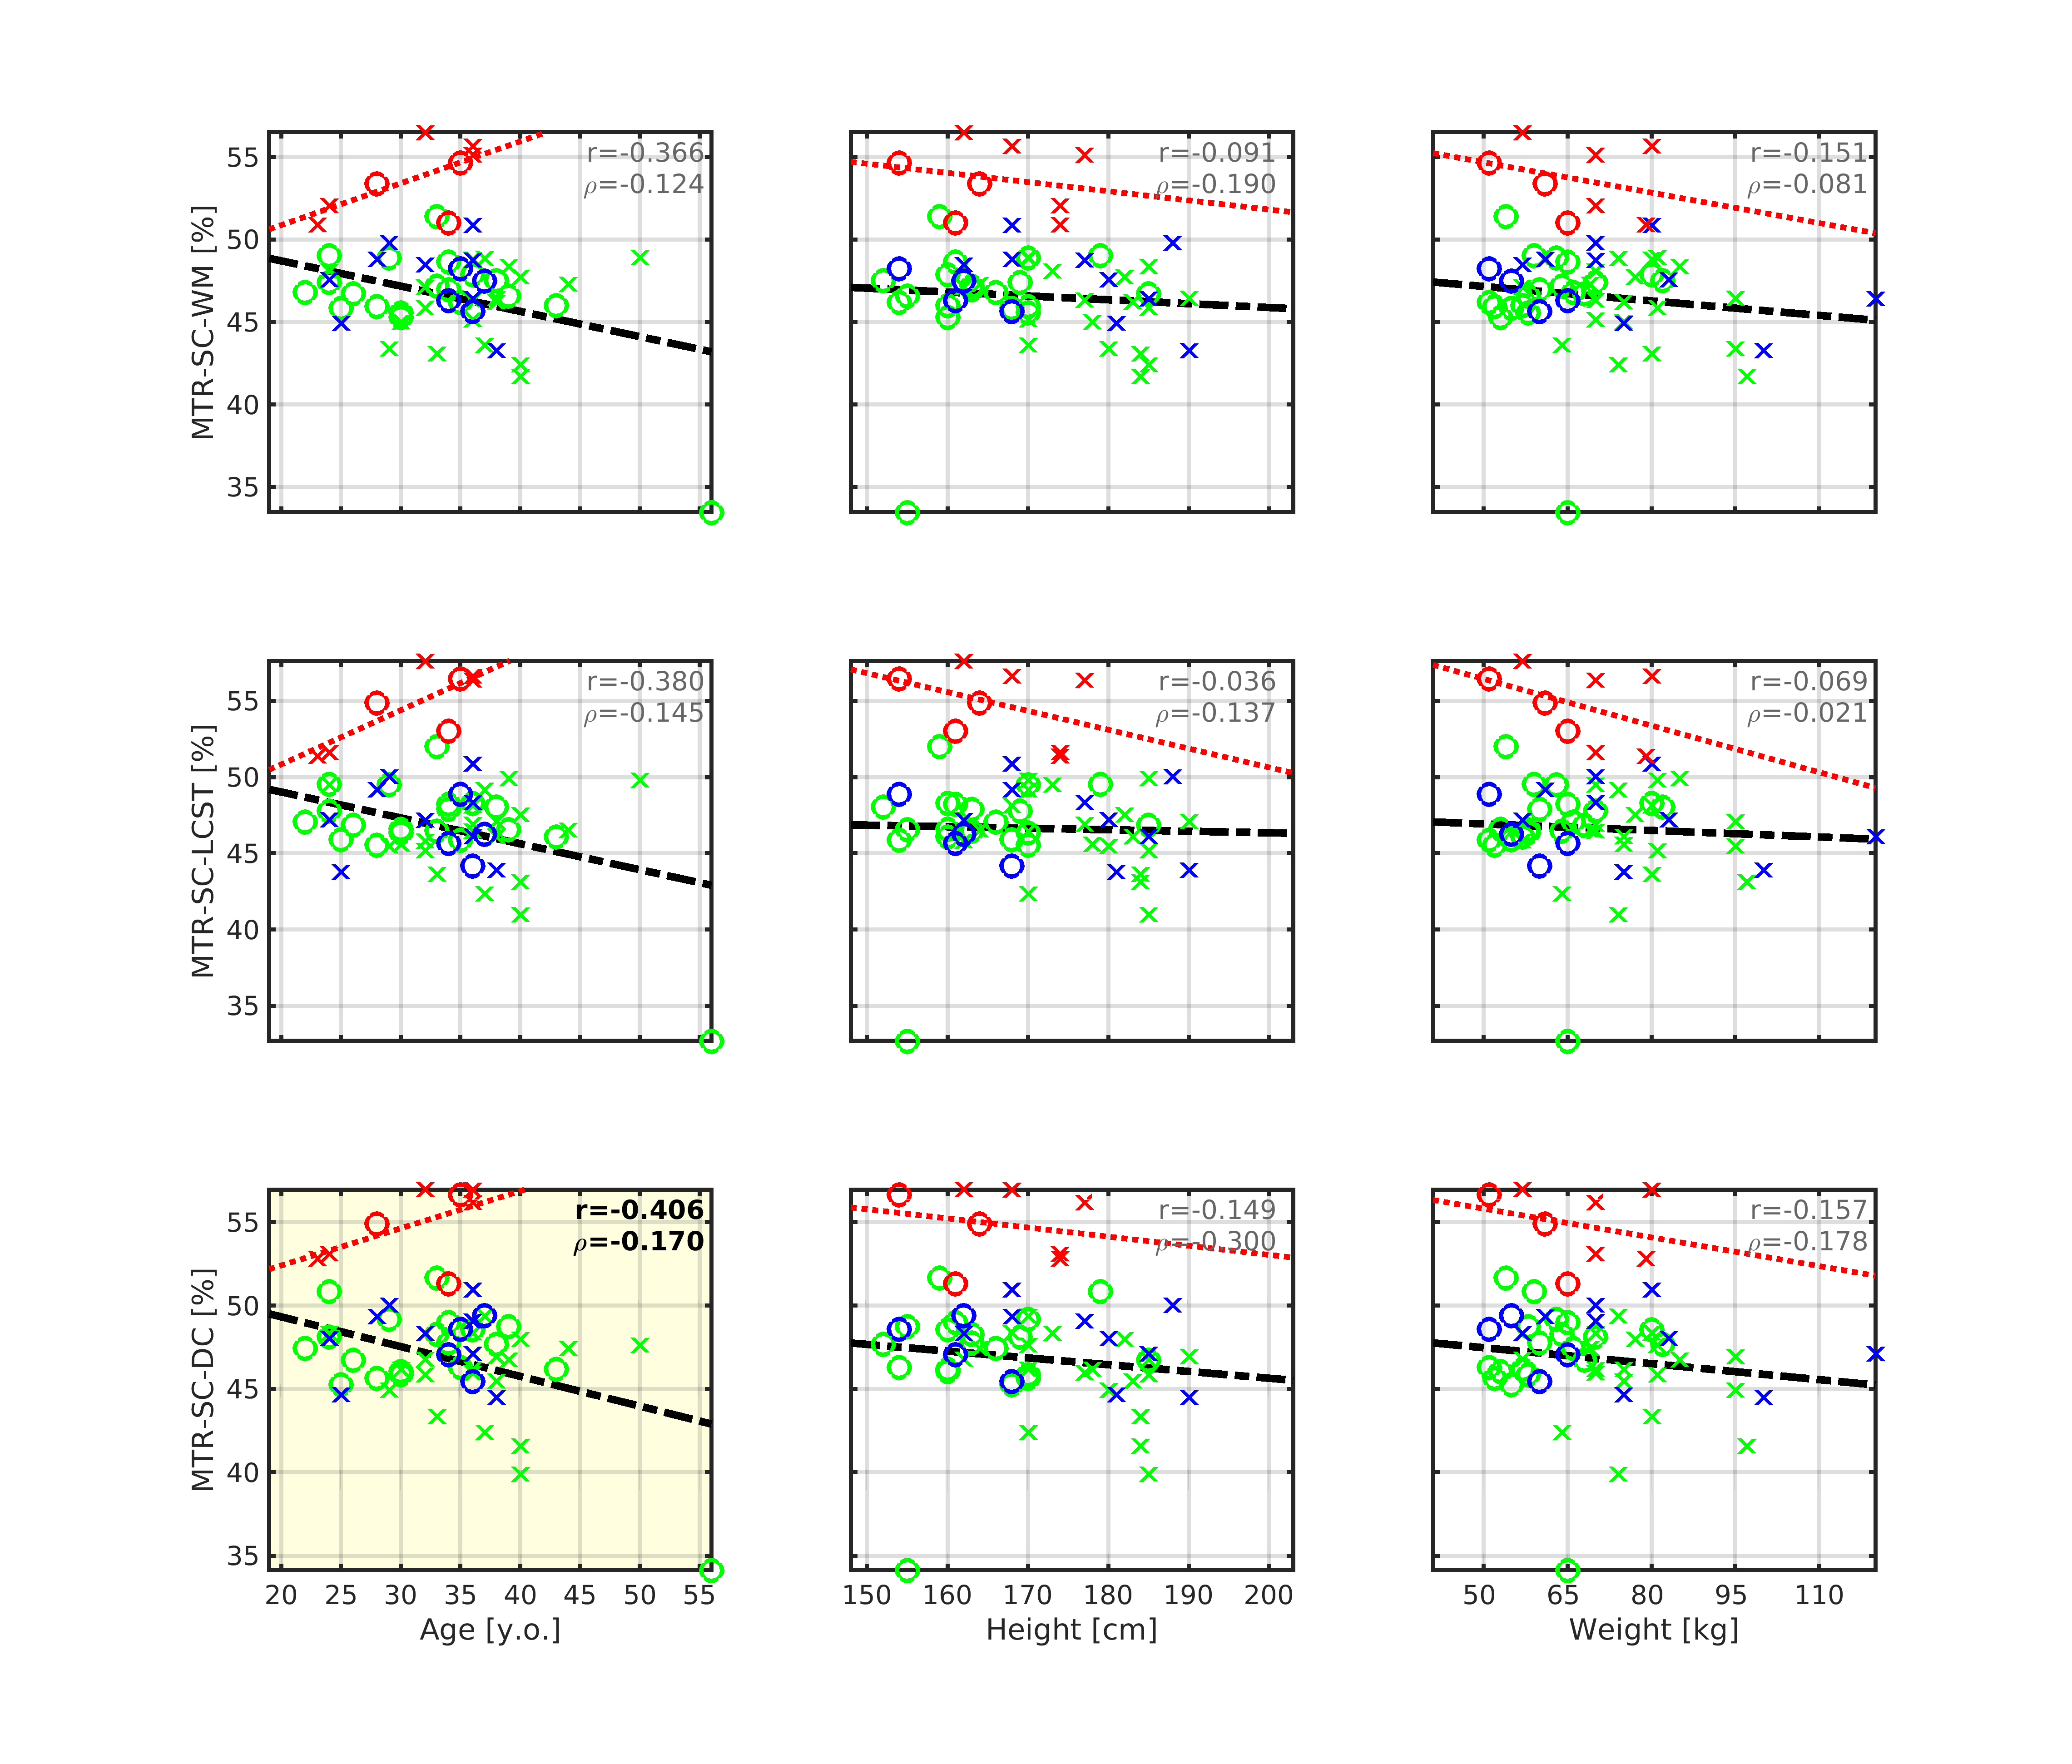 55
50
45
40
35
MTR-SC-WM [%]
r=-0.366
ρ=-0.124
r=-0.091
ρ=-0.190
r=-0.151
ρ=-0.081
55
50
45
40
35
MTR-SC-LCST [%]
r=-0.380
ρ=-0.145
r=-0.036
ρ=-0.137
r=-0.069
ρ=-0.021
55
50
45
40
35
MTR-SC-DC [%]
r=-0.406
ρ=-0.170
r=-0.149
ρ=-0.300
r=-0.157
ρ=-0.178
20 25 30 35 40 45 50 55
150 160 170 180 190 200
50 65 80 95 110
Age [y.o.]
Height [cm]
Weight [kg]